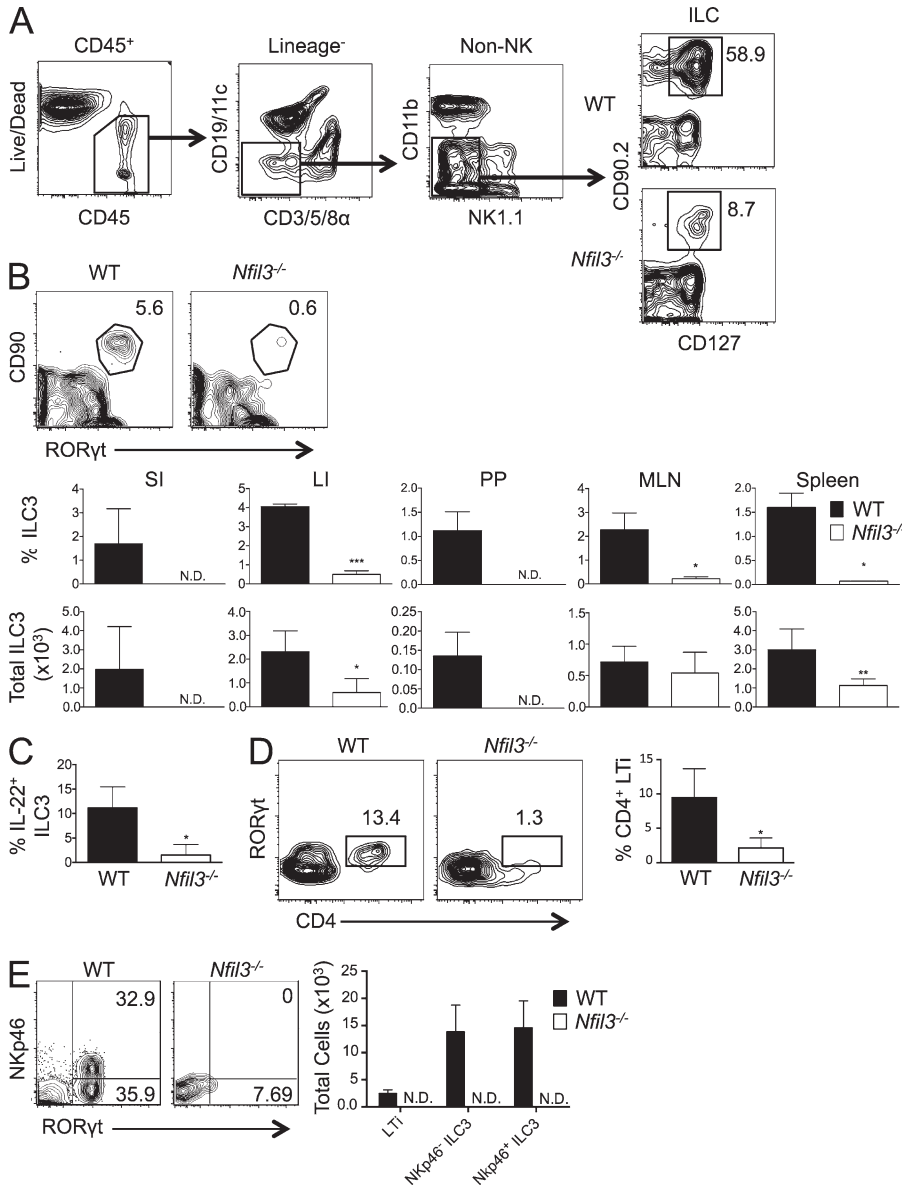 A
CD45+ Lineage- Non-NK ILC
Live/Dead CD19/11c CD11b CD90.2
WT 58.9
CD45 CD3/5/8α NK1.1
Nfil3-/- 8.7
CD127
B
WT Nfil3-/-
CD90 5.6 0.6
RORγt
SI LI PP MLN Spleen
% ILC3
4 5 2.0 4 2.0
3 4 1.5 3 1.5
2 3 1.0 2 1.0
1 2 0.5 1 0.5
0 1 0.0 0 0.0
0
N.D. *** N.D. * *
WT
Nfil3-/-
Total ILC3
(x103)
5.0 4.0 0.25 1.5 5.0
4.0 3.0 0.20 1.0 4.0
3.0 2.0 0.15 0.5 3.0
2.0 1.0 0.10 0.0 2.0
1.0 0.0 0.05 1.0
0.0 0.00 0.0
N.D. * N.D. **
C
% IL-22+
ILC3
20
15
10
5
0
*
WT Nfil3-/-
D
WT Nfil3-/-
RORγt 13.4 1.3
CD4
% CD4+ LTi
15
10
5
0
*
WT Nfil3-/-
E
WT Nfil3-/-
NKp46 32.9 0
35.9 7.69
RORγt
Total Cells (x103)
25
20
15
10
5
0.0
N.D. N.D. N.D.
LTi NKp46- ILC3 Nkp46+ ILC3
WT
Nfil3-/-